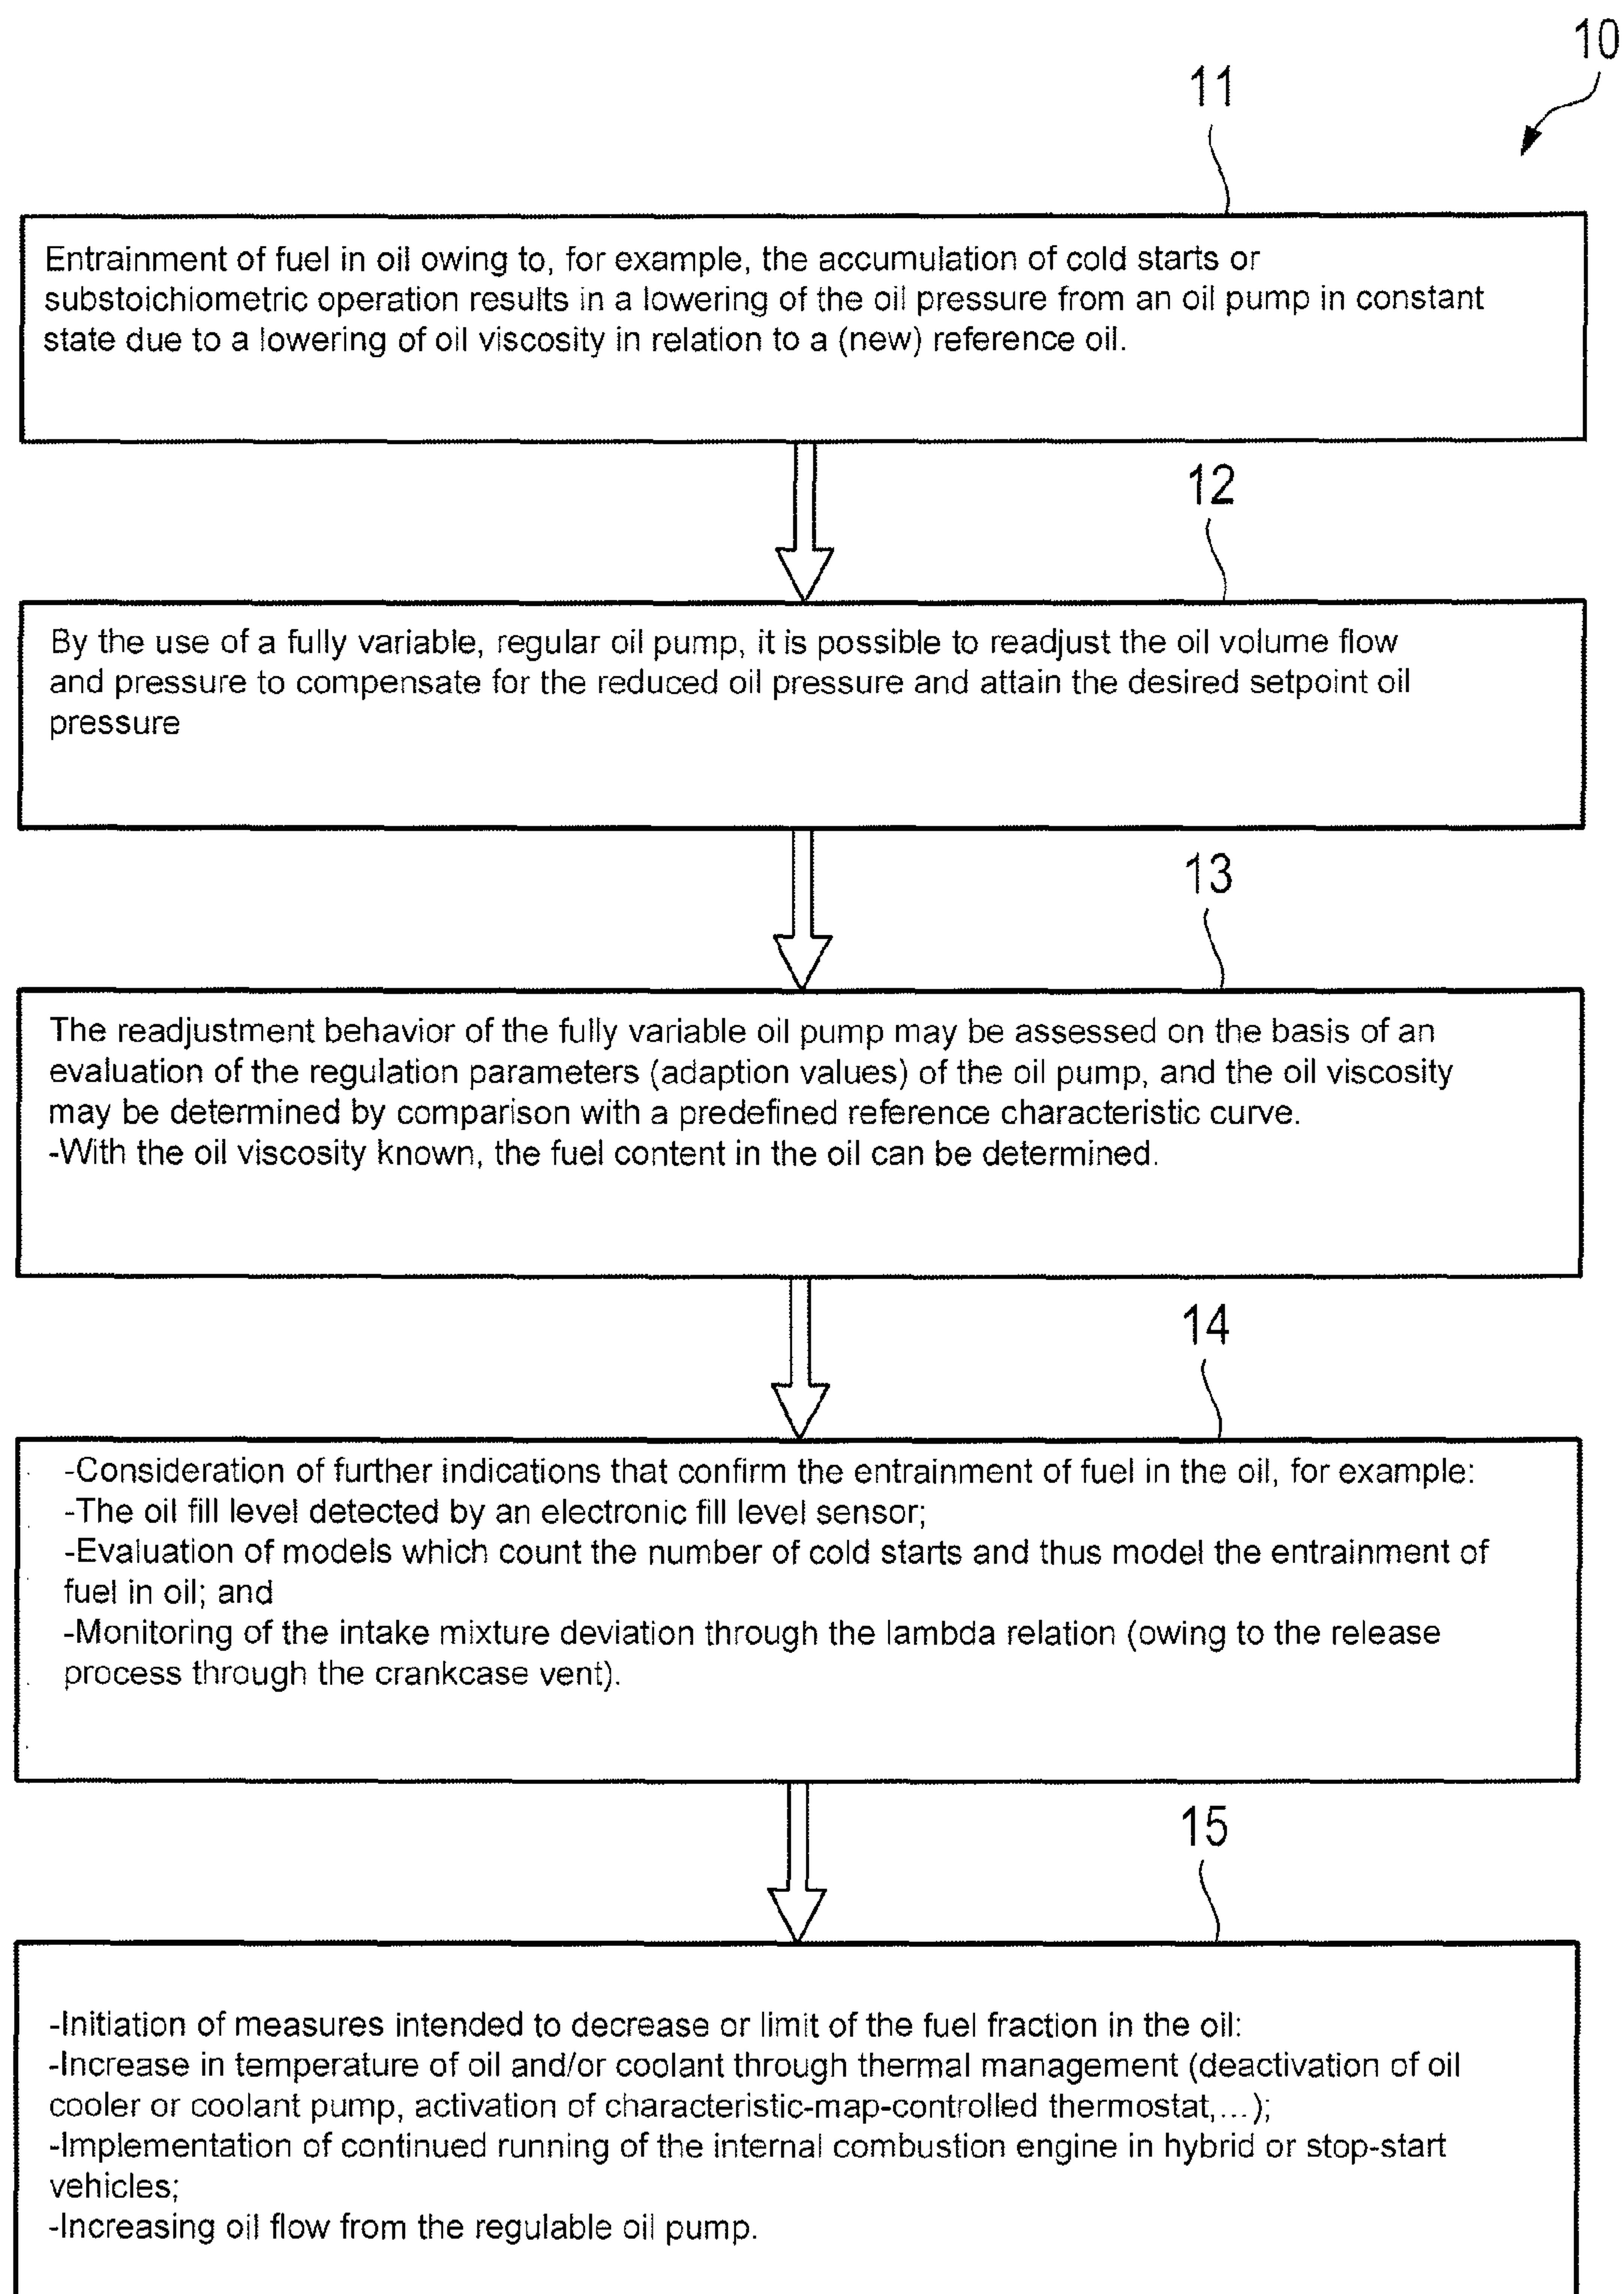 10
11
Entrainment of fuel in oil owing to, for example, the accumulation of cold starts or
substoichiometric operation results in a lowering of the oil pressure from an oil pump in constant
state due to a lowering of oil viscosity in relation to a (new) reference oil.
12
By the use of a fully variable, regular oil pump, it is possible to readjust the oil volume flow
and pressure to compensate for the reduced oil pressure and attain the desired setpoint oil
pressure
13
The readjustment behavior of the fully variable oil pump may be assessed on the basis of an
evaluation of the regulation parameters (adaption values) of the oil pump, and the oil viscosity
may be determined by comparison with a predefined reference characteristic curve.
-With the oil viscosity known, the fuel content in the oil can be determined.
14
-Consideration of further indications that confirm the entrainment of fuel in the oil, for example:
-The oil fill level detected by an electronic fill level sensor;
-Evaluation of models which count the number of cold starts and thus model the entrainment of
fuel in oil; and
-Monitoring of the intake mixture deviation through the lambda relation (owing to the release
process through the crankcase vent).
15
-Initiation of measures intended to decrease or limit of the fuel fraction in the oil:
-Increase in temperature of oil and/or coolant through thermal management (deactivation of oil
cooler or coolant pump, activation of characteristic-map-controlled thermostat,...);
-Implementation of continued running of the internal combustion engine in hybrid or stop-start
vehicles;
-Increasing oil flow from the regulable oil pump.